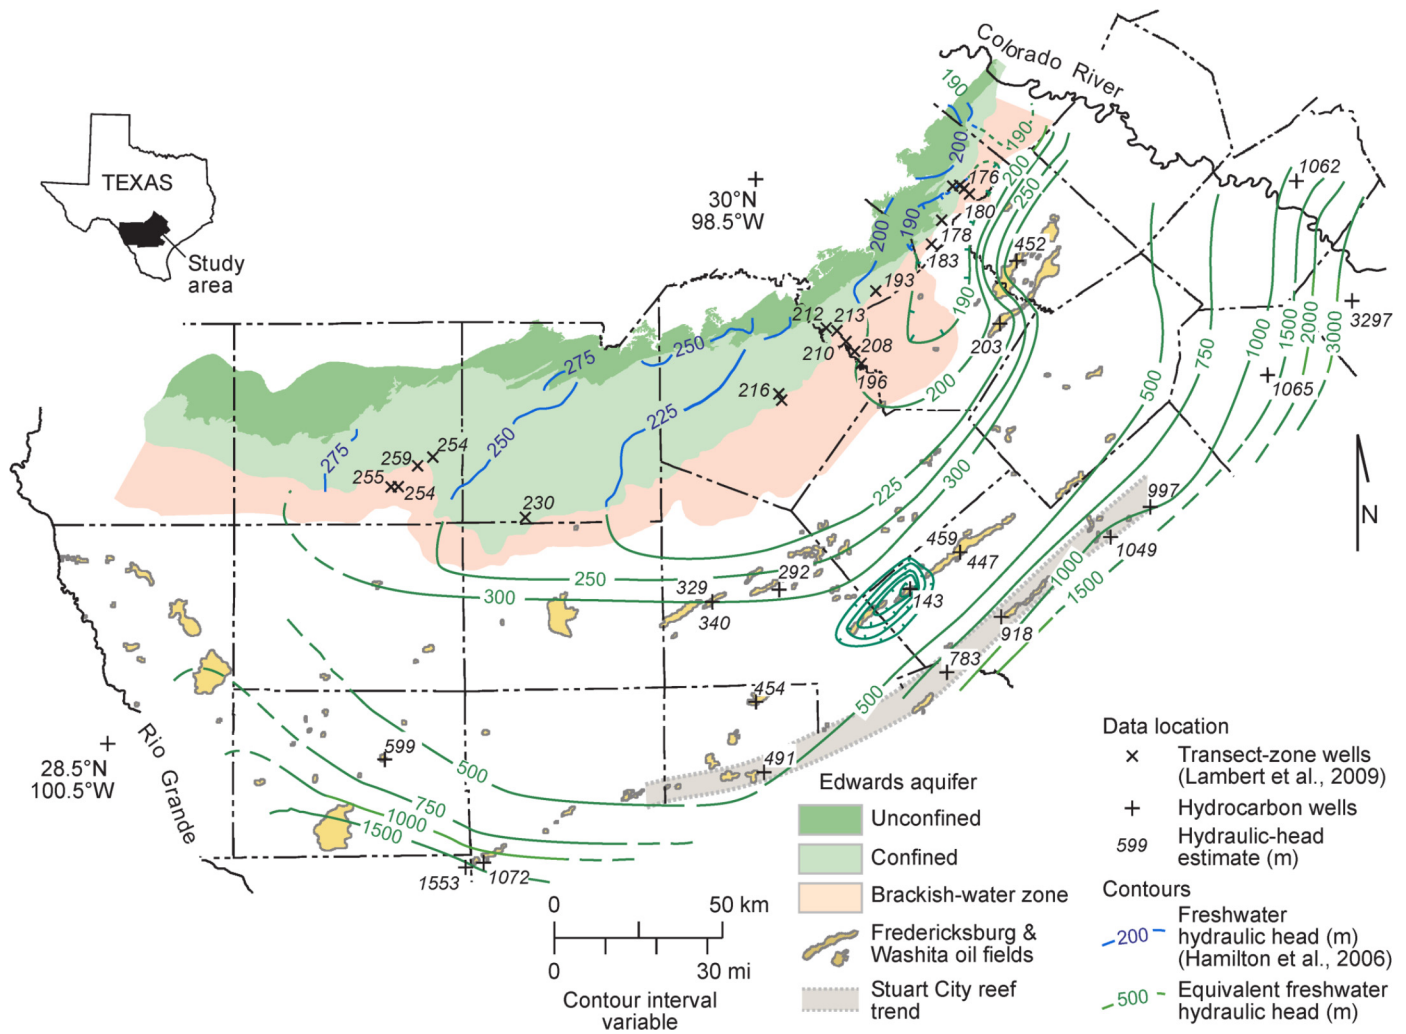 Colorado River
190
190
200
200
250
176
1062
TEXAS
Study
area
30°N
98.5°W
200
190
180
178
183
452
193
190
203
3297
212
213
210
208
196
200
500
750
1000
1500
2000
3000
1065
275
250
216
225
250
275
254
259
255
254
230
225
300
997
1049
459
447
1000
1500
250
300
329
340
292
143
918
783
500
454
Rio Grande
28.5°N
100.5°W
599
500
491
750
1000
1500
1553
1072
0 50 km
0 30 mi
Contour interval
variable
Edwards aquifer
Unconfined
Confined
Brackish-water zone
Fredericksburg &
Washita oil fields
Stuart City reef
trend
N
Data location
Transect-zone wells
(Lambert et al., 2009)
Hydrocarbon wells
599 Hydraulic-head
estimate (m)
Contours
200 Freshwater
hydraulic head (m)
(Hamilton et al., 2006)
500 Equivalent freshwater
hydraulic head (m)